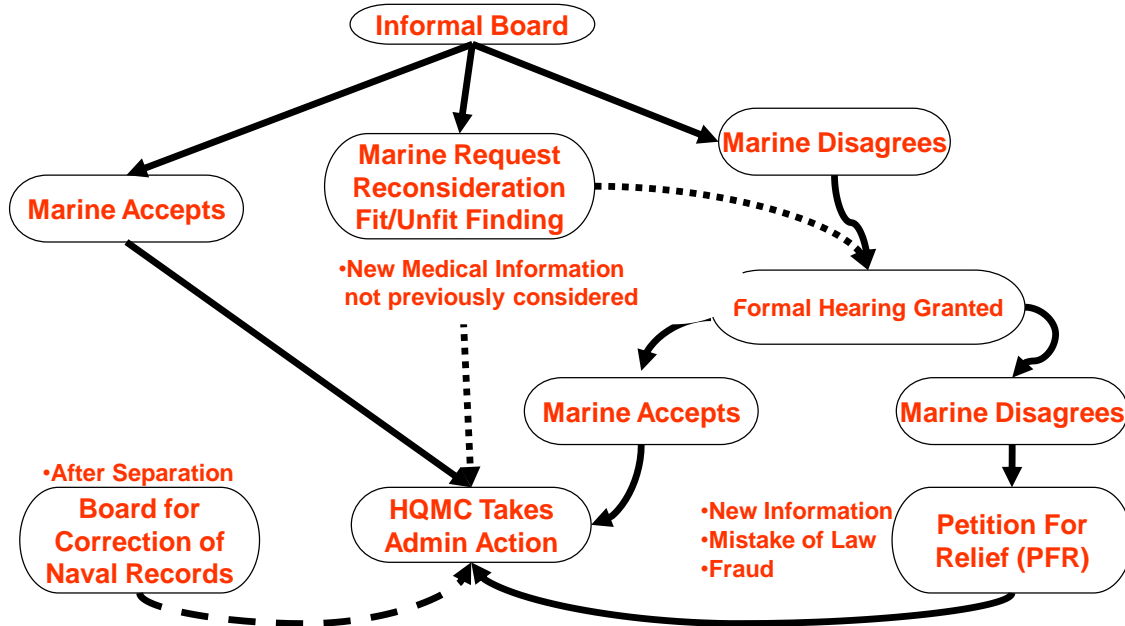 Informal Board
Marine Disagrees
Marine Request
Reconsideration
Fit/Unfit Finding
Marine Accepts
•New Medical Information
not previously considered
Formal Hearing Granted
Marine Accepts
Marine Disagrees
•After Separation
Board for
Correction of
Naval Records
HQMC Takes
Admin Action
•New Information
•Mistake of Law
•Fraud
Petition For
Relief (PFR)